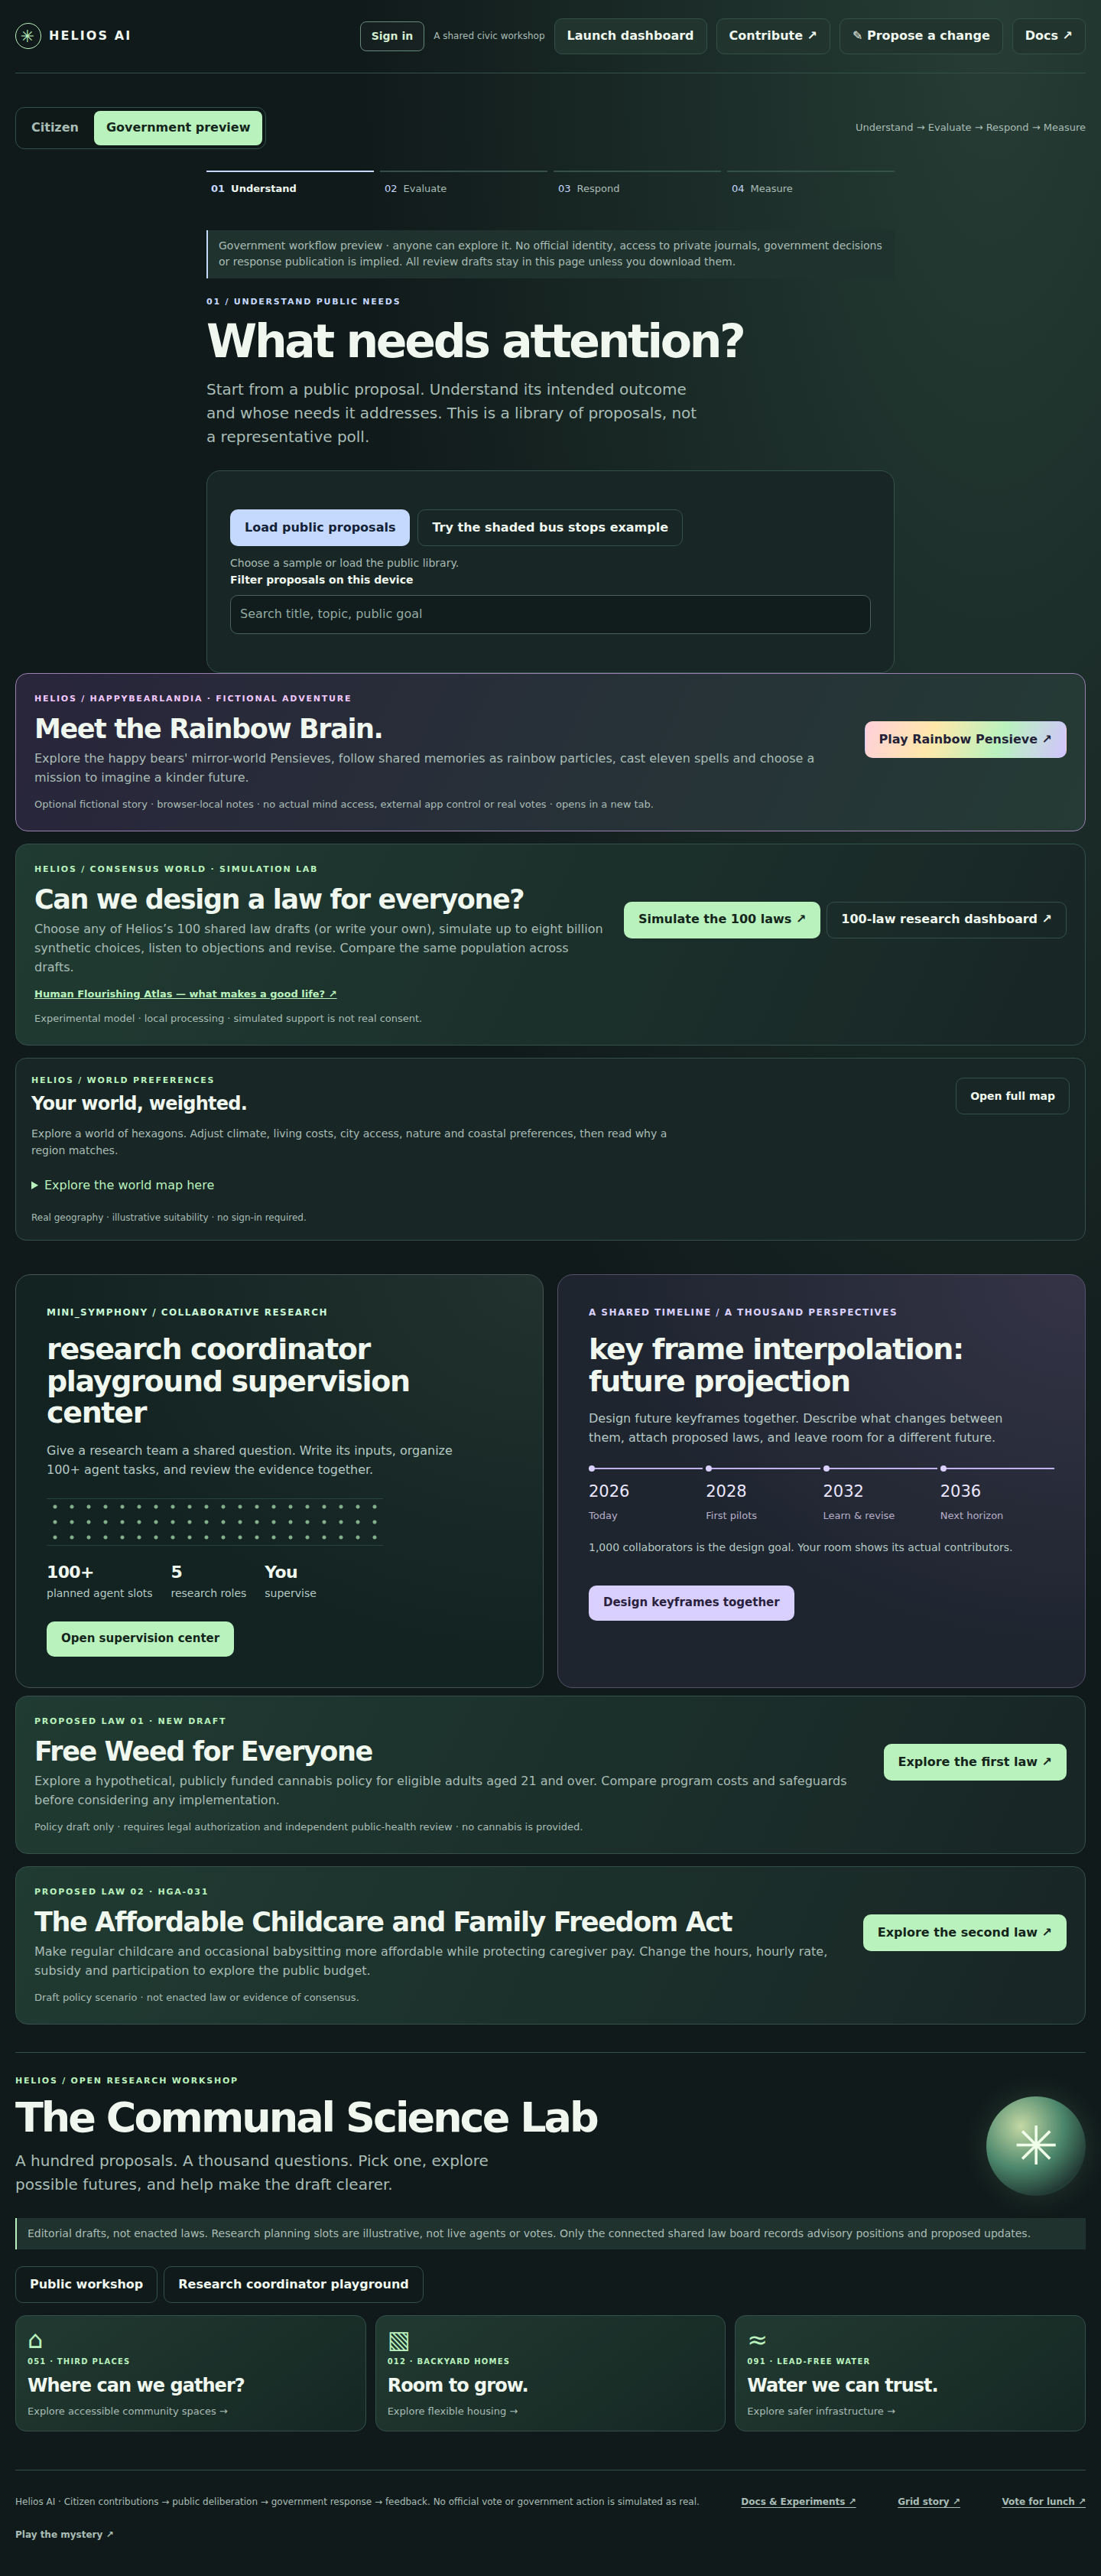 HELIOS AI
Sign in
A shared civic workshop
Launch dashboard
Contribute ↗
✎ Propose a change
Docs ↗
Citizen
Government preview
Understand → Evaluate → Respond → Measure
01 Understand
02 Evaluate
03 Respond
04 Measure
Government workflow preview · anyone can explore it. No official identity, access to private journals, government decisions
or response publication is implied. All review drafts stay in this page unless you download them.
01 / UNDERSTAND PUBLIC NEEDS
What needs attention?
Start from a public proposal. Understand its intended outcome
and whose needs it addresses. This is a library of proposals, not
a representative poll.
Load public proposals
Try the shaded bus stops example
Choose a sample or load the public library.
Filter proposals on this device
Search title, topic, public goal
HELIOS / HAPPYBEARLANDIA · FICTIONAL ADVENTURE
Meet the Rainbow Brain.
Explore the happy bears' mirror-world Pensieves, follow shared memories as rainbow particles, cast eleven spells and choose a
mission to imagine a kinder future.
Optional fictional story · browser-local notes · no actual mind access, external app control or real votes · opens in a new tab.
Play Rainbow Pensieve ↗
HELIOS / CONSENSUS WORLD · SIMULATION LAB
Can we design a law for everyone?
Choose any of Helios’s 100 shared law drafts (or write your own), simulate up to eight billion
synthetic choices, listen to objections and revise. Compare the same population across
drafts.
Human Flourishing Atlas — what makes a good life? ↗
Experimental model · local processing · simulated support is not real consent.
Simulate the 100 laws ↗
100-law research dashboard ↗
HELIOS / WORLD PREFERENCES
Your world, weighted.
Explore a world of hexagons. Adjust climate, living costs, city access, nature and coastal preferences, then read why a
region matches.
Open full map
▶ Explore the world map here
Real geography · illustrative suitability · no sign-in required.
MINI_SYMPHONY / COLLABORATIVE RESEARCH
research coordinator
playground supervision
center
Give a research team a shared question. Write its inputs, organize
100+ agent tasks, and review the evidence together.
100+
planned agent slots
5
research roles
You
supervise
Open supervision center
A SHARED TIMELINE / A THOUSAND PERSPECTIVES
key frame interpolation:
future projection
Design future keyframes together. Describe what changes between
them, attach proposed laws, and leave room for a different future.
2026
Today
2028
First pilots
2032
Learn & revise
2036
Next horizon
1,000 collaborators is the design goal. Your room shows its actual contributors.
Design keyframes together
PROPOSED LAW 01 · NEW DRAFT
Free Weed for Everyone
Explore a hypothetical, publicly funded cannabis policy for eligible adults aged 21 and over. Compare program costs and safeguards
before considering any implementation.
Policy draft only · requires legal authorization and independent public-health review · no cannabis is provided.
Explore the first law ↗
PROPOSED LAW 02 · HGA-031
The Affordable Childcare and Family Freedom Act
Make regular childcare and occasional babysitting more affordable while protecting caregiver pay. Change the hours, hourly rate,
subsidy and participation to explore the public budget.
Draft policy scenario · not enacted law or evidence of consensus.
Explore the second law ↗
HELIOS / OPEN RESEARCH WORKSHOP
The Communal Science Lab
A hundred proposals. A thousand questions. Pick one, explore
possible futures, and help make the draft clearer.
Editorial drafts, not enacted laws. Research planning slots are illustrative, not live agents or votes. Only the connected shared law board records advisory positions and proposed updates.
Public workshop
Research coordinator playground
051 · THIRD PLACES
Where can we gather?
Explore accessible community spaces →
012 · BACKYARD HOMES
Room to grow.
Explore flexible housing →
091 · LEAD-FREE WATER
Water we can trust.
Explore safer infrastructure →
Helios AI · Citizen contributions → public deliberation → government response → feedback. No official vote or government action is simulated as real.
Docs & Experiments ↗
Grid story ↗
Vote for lunch ↗
Play the mystery ↗